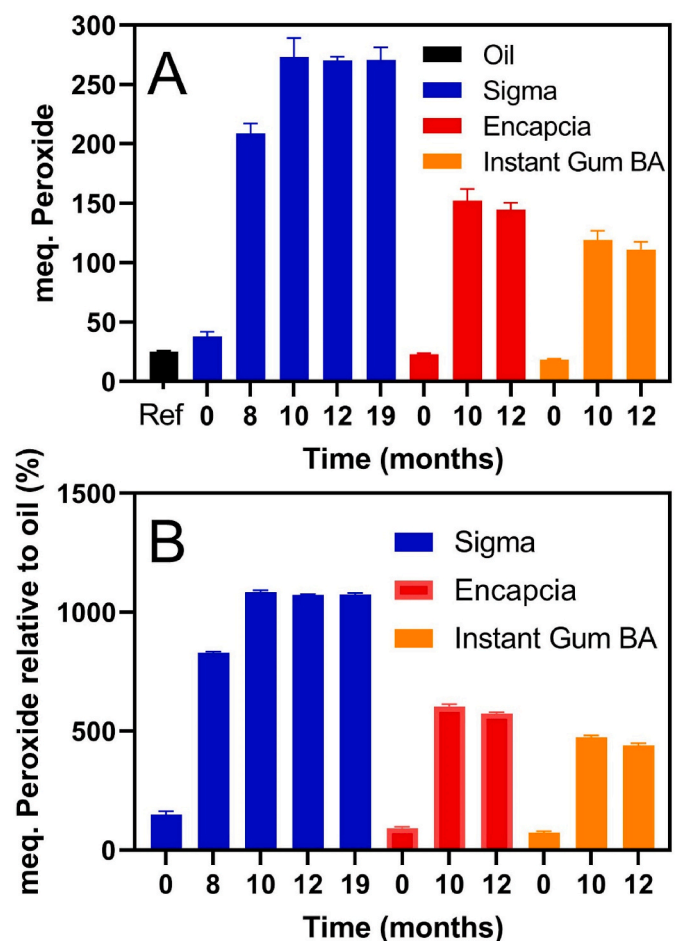 A
meq. Peroxide
300
250
200
150
100
50
0
Oil
Sigma
Encapcia
Instant Gum BA
Ref 0 8 10 12 19 0 10 12 0 10 12
Time (months)
B
meq. Peroxide relative to oil (%)
1500
1000
500
0
Sigma
Encapcia
Instant Gum BA
0 8 10 12 19 0 10 12 0 10 12
Time (months)